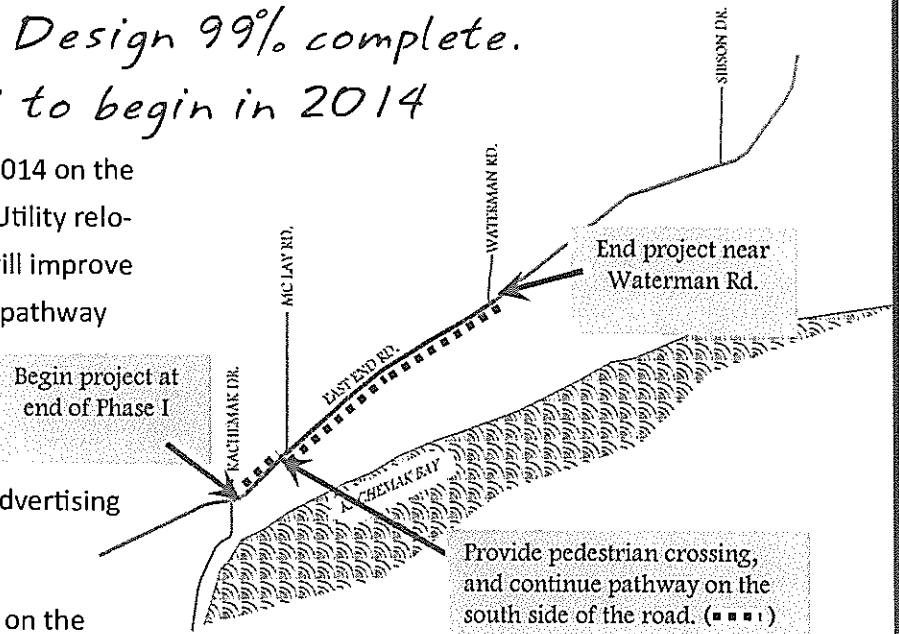 Design 99% complete.
to begin in 2014
014 on the
Utility relo-
ill improve
pathway
dvertising
on the
SIBSON DR.
WATERMAN RD.
MC LAY RD.
EAST END RD.
KACHEMAK DR.
End project near
Waterman Rd.
Begin project at
end of Phase I
CHEMAK BAY
Provide pedestrian crossing,
and continue pathway on the
south side of the road. ( )